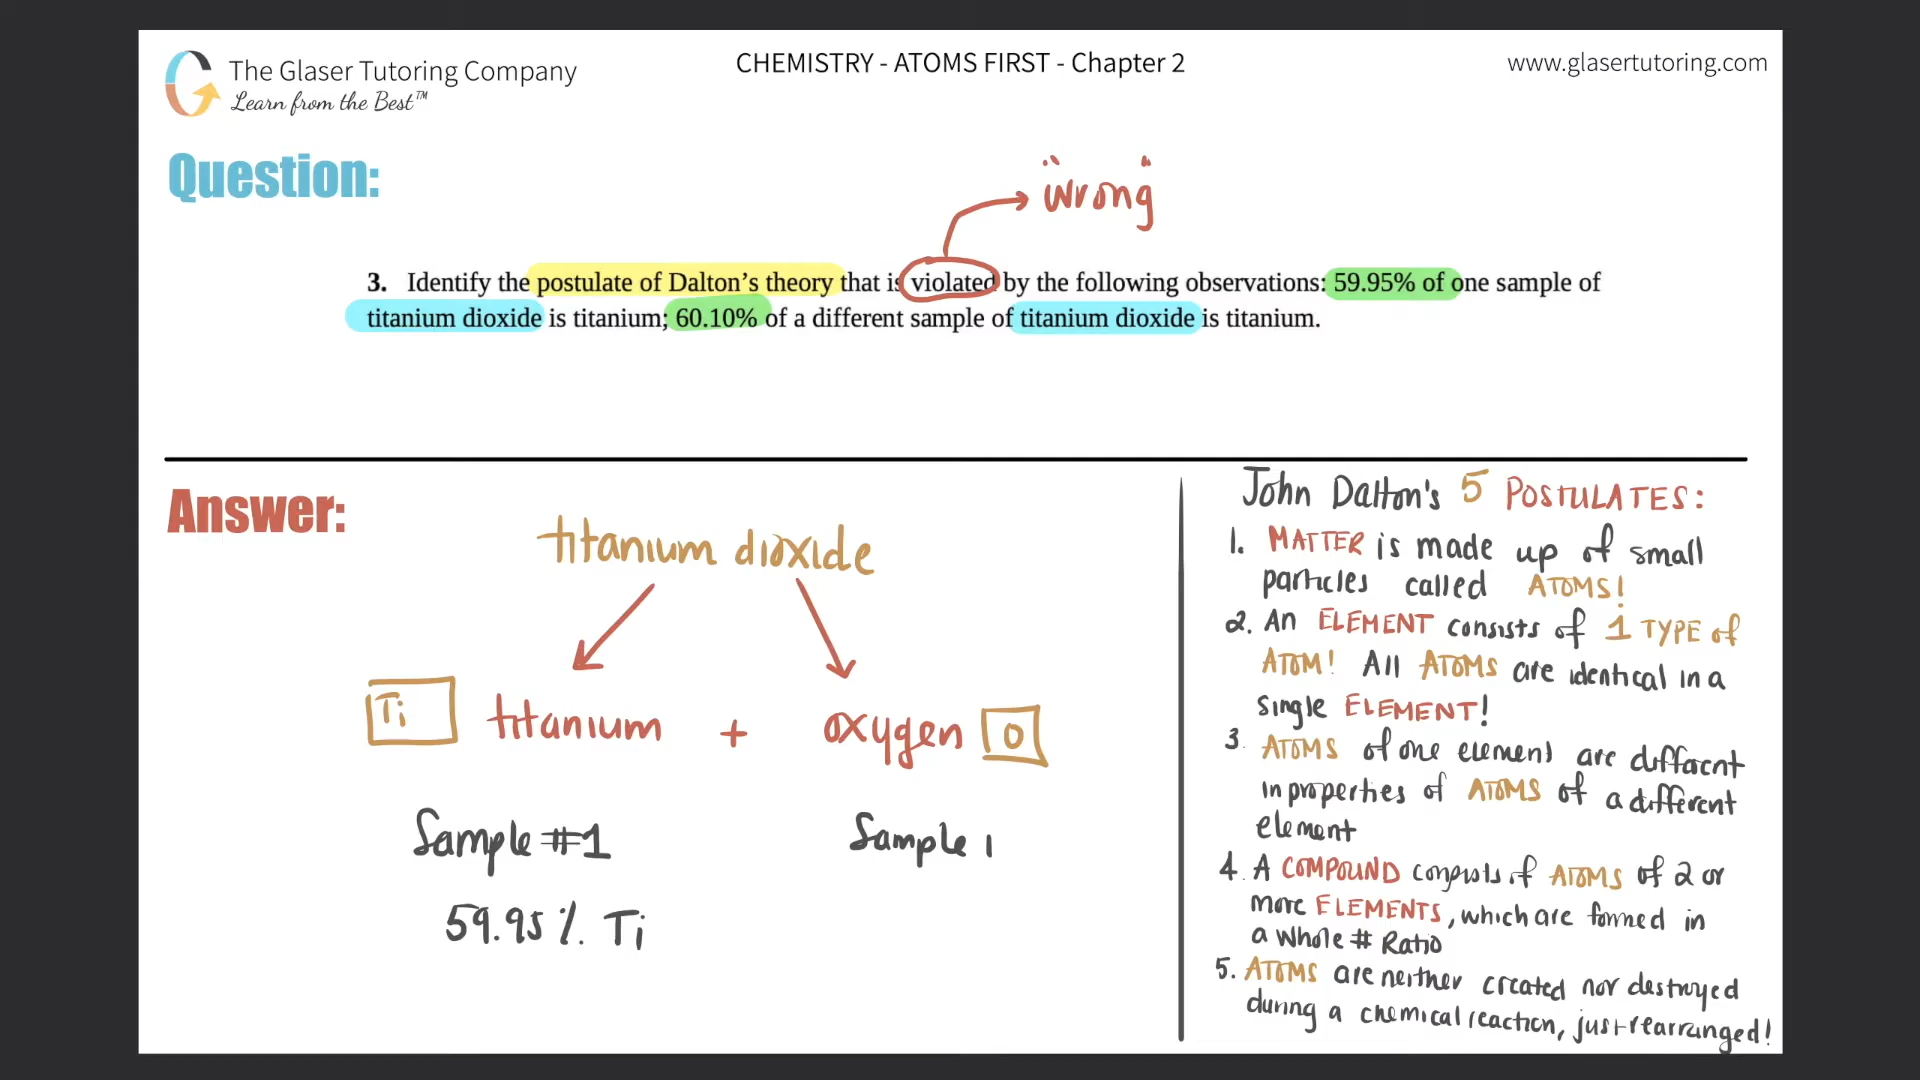 The Glaser Tutoring Company
Learn from the Best™
CHEMISTRY - ATOMS FIRST - Chapter 2
www.glasertutoring.com
Question:
"wrong"
3. Identify the postulate of Dalton's theory that is violated by the following observations: 59.95% of one sample of
titanium dioxide is titanium; 60.10% of a different sample of titanium dioxide is titanium.
Answer:
titanium dioxide
Ti titanium + oxygen O
Sample #1 Sample 1
59.95% Ti
John Dalton's 5 POSTULATES:
1. MATTER is made up of small
particles called ATOMS!
2. An ELEMENT consists of 1 TYPE of
ATOM! All ATOMS are identical in a
single ELEMENT!
3. ATOMS of one element are different
in properties of ATOMS of a different
element
4. A COMPOUND consists of ATOMS of 2 or
more ELEMENTS, which are formed in
a whole # Ratio
5. ATOMS are neither created nor destroyed
during a chemical reaction, just rearranged!